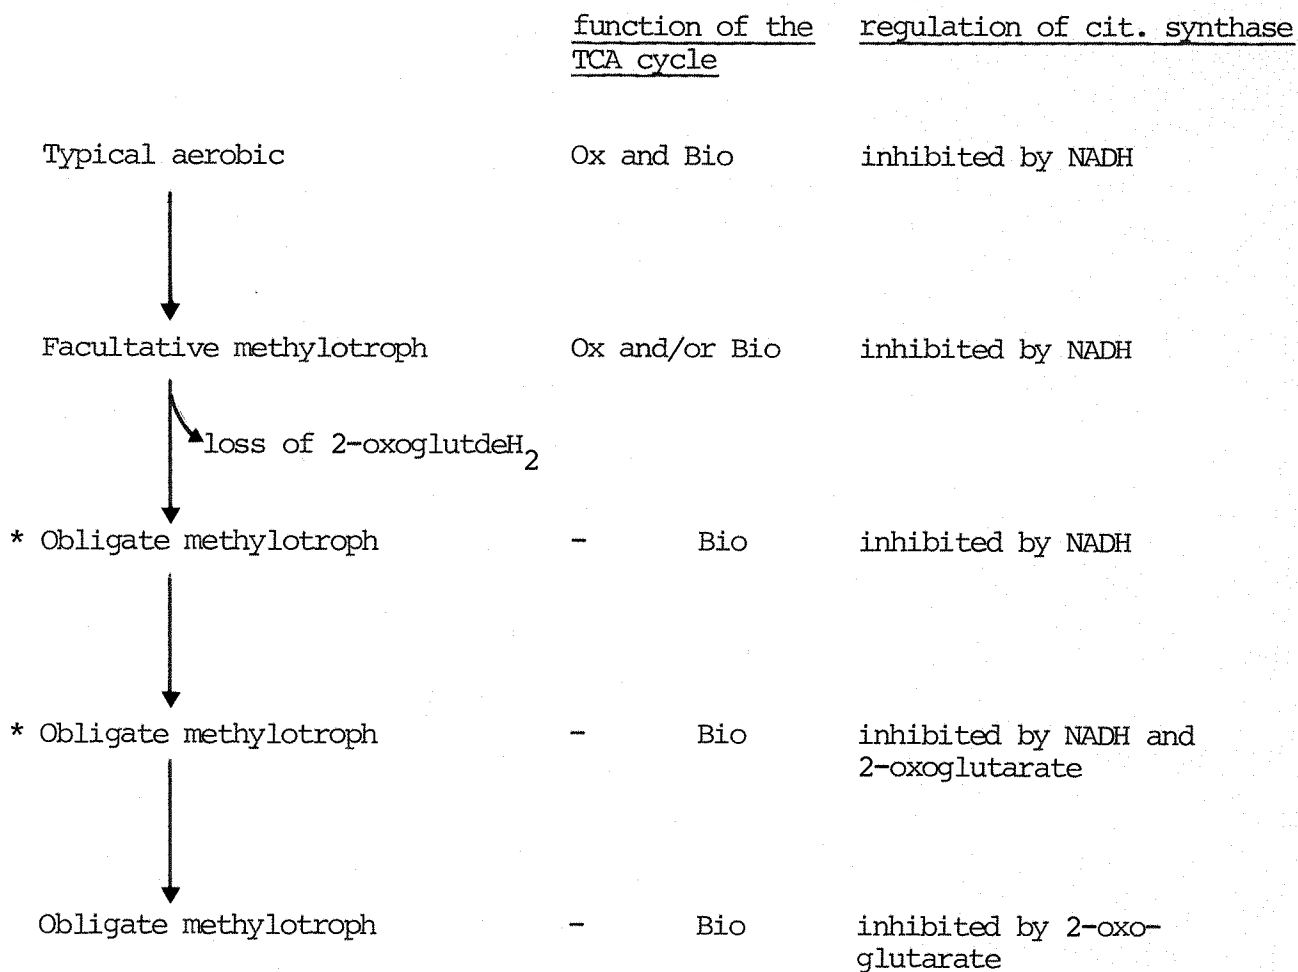 function of the regulation of cit. synthase
TCA cycle
Typical aerobic Ox and Bio inhibited by NADH
Facultative methylotroph Ox and/or Bio inhibited by NADH
loss of 2-oxoglutdeH2
* Obligate methylotroph - Bio inhibited by NADH
* Obligate methylotroph - Bio inhibited by NADH and
2-oxoglutarate
Obligate methylotroph - Bio inhibited by 2-oxo-
glutarate